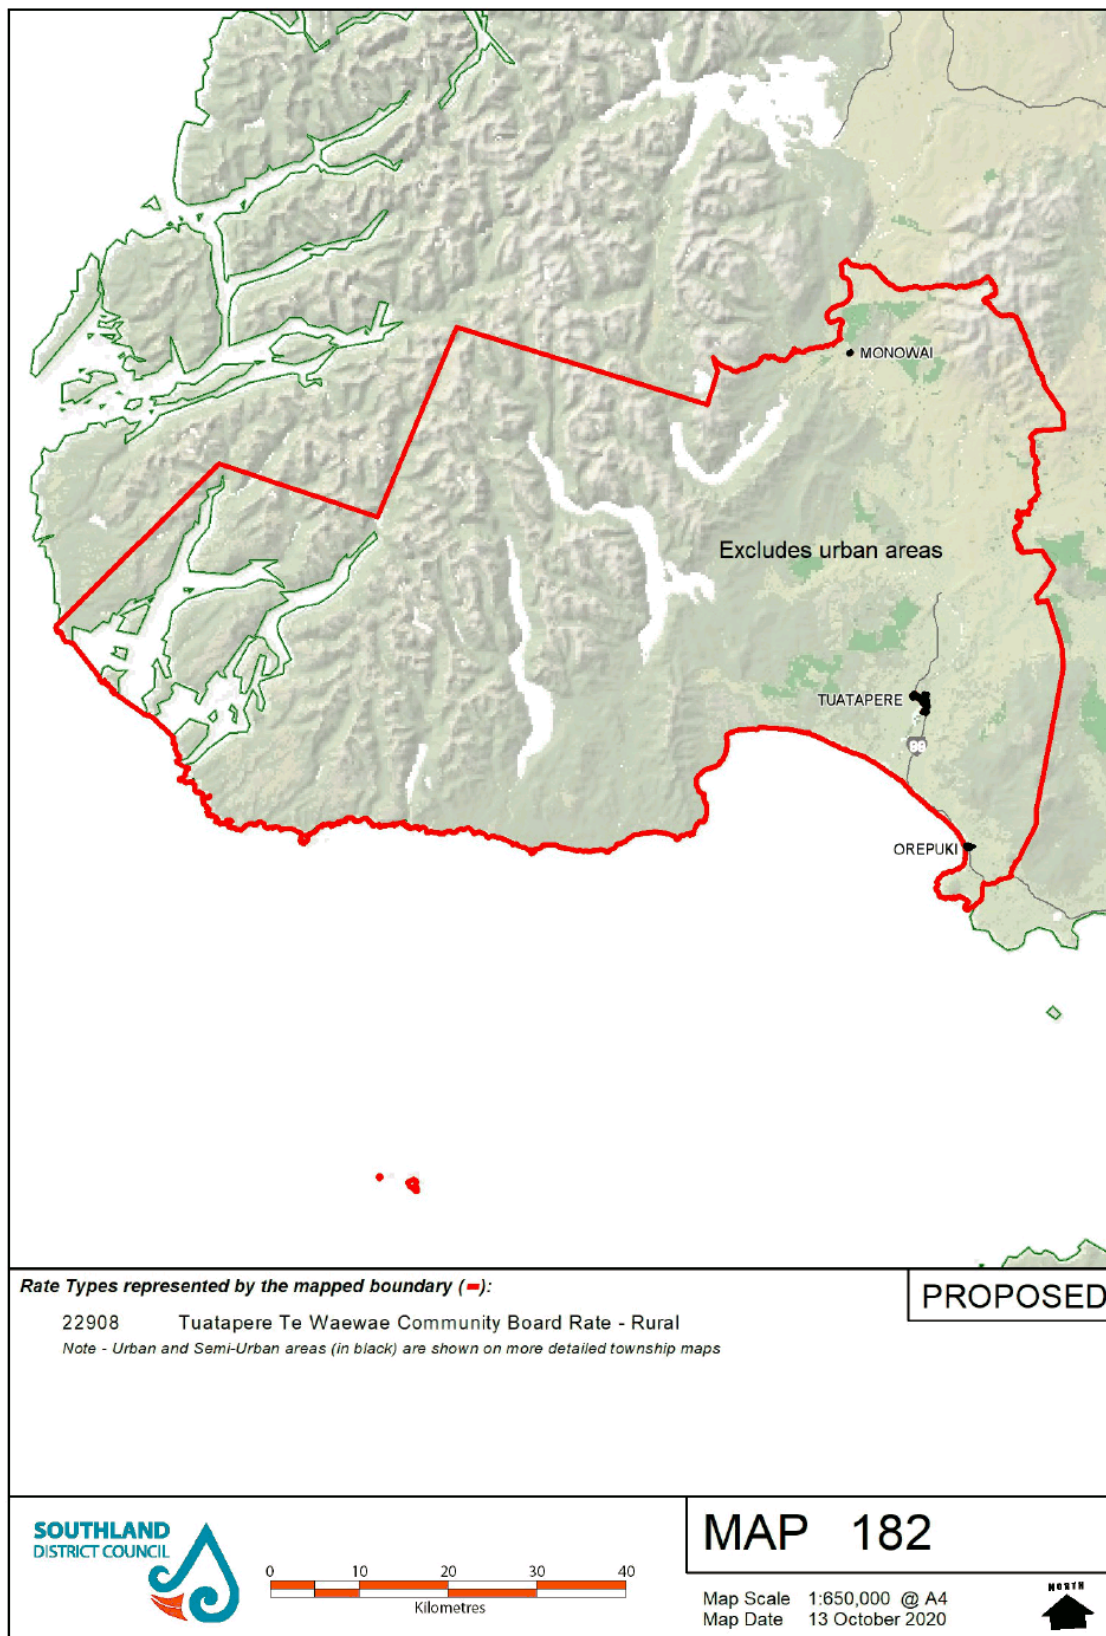 MONOWAI
Excludes urban areas
TUATAPERE
OREPUKI
Rate Types represented by the mapped boundary (▬):
PROPOSED
22908 Tuatapere Te Waewae Community Board Rate - Rural
Note - Urban and Semi-Urban areas (in black) are shown on more detailed township maps
SOUTHLAND
DISTRICT COUNCIL
0 10 20 30 40
Kilometres
MAP 182
Map Scale 1:650,000 @ A4
Map Date 13 October 2020
NORTH